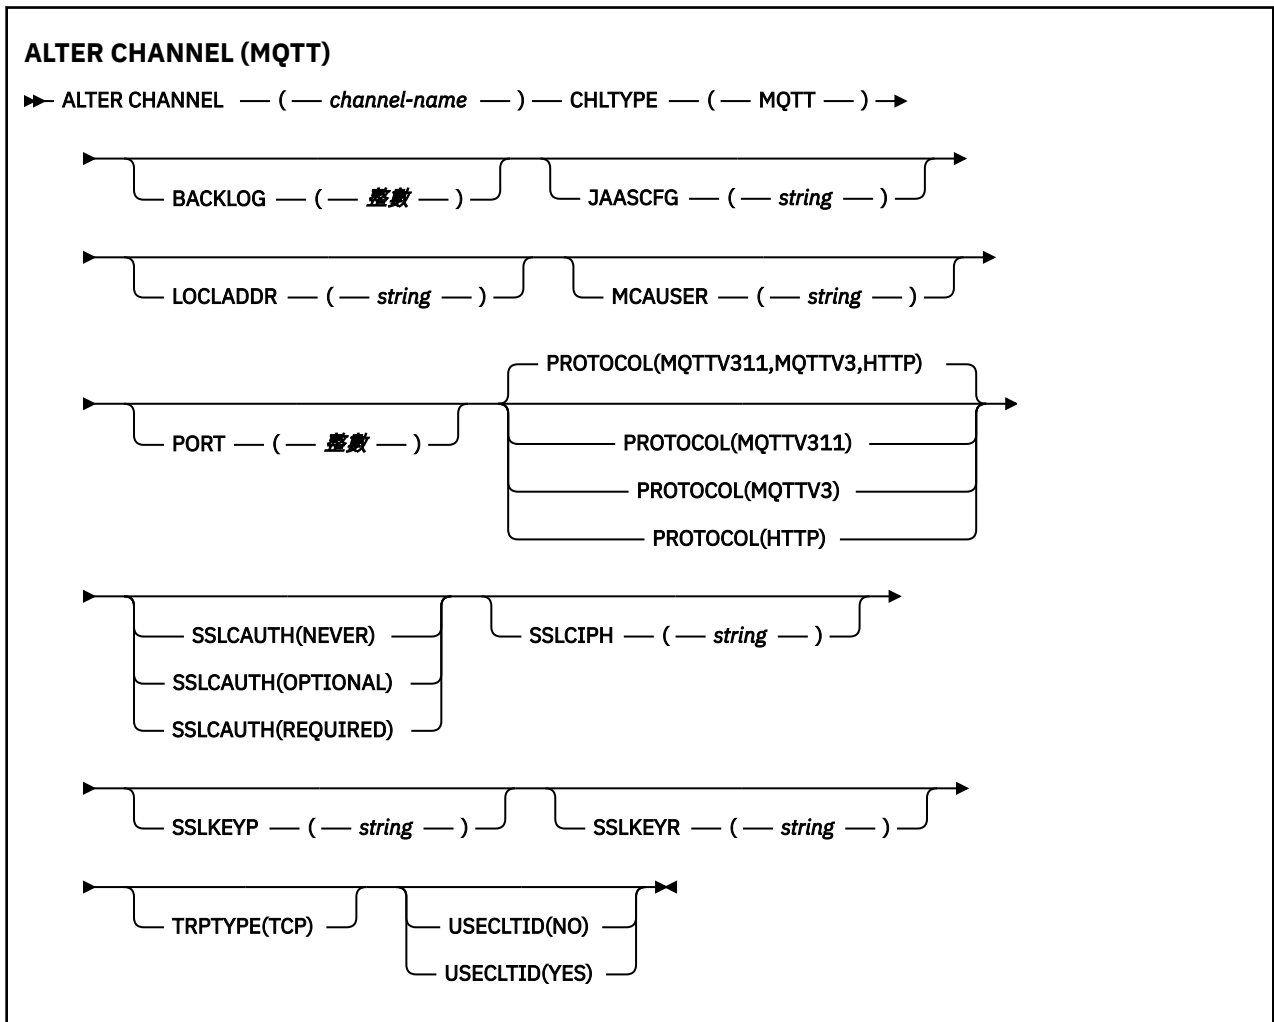 ALTER CHANNEL (MQTT)
ALTER CHANNEL ( channel-name ) CHLTYPE ( MQTT )
BACKLOG ( 整數 ) JAASCFG ( string )
LOCLADDR ( string ) MCAUSER ( string )
PROTOCOL(MQTTV311,MQTTV3,HTTP)
PORT ( 整數 ) PROTOCOL(MQTTV311)
PROTOCOL(MQTTV3)
PROTOCOL(HTTP)
SSLCAUTH(NEVER) SSLCIPH ( string )
SSLCAUTH(OPTIONAL)
SSLCAUTH(REQUIRED)
SSLKEYP ( string ) SSLKEYR ( string )
TRPTYPE(TCP) USECLTID(NO)
USECLTID(YES)